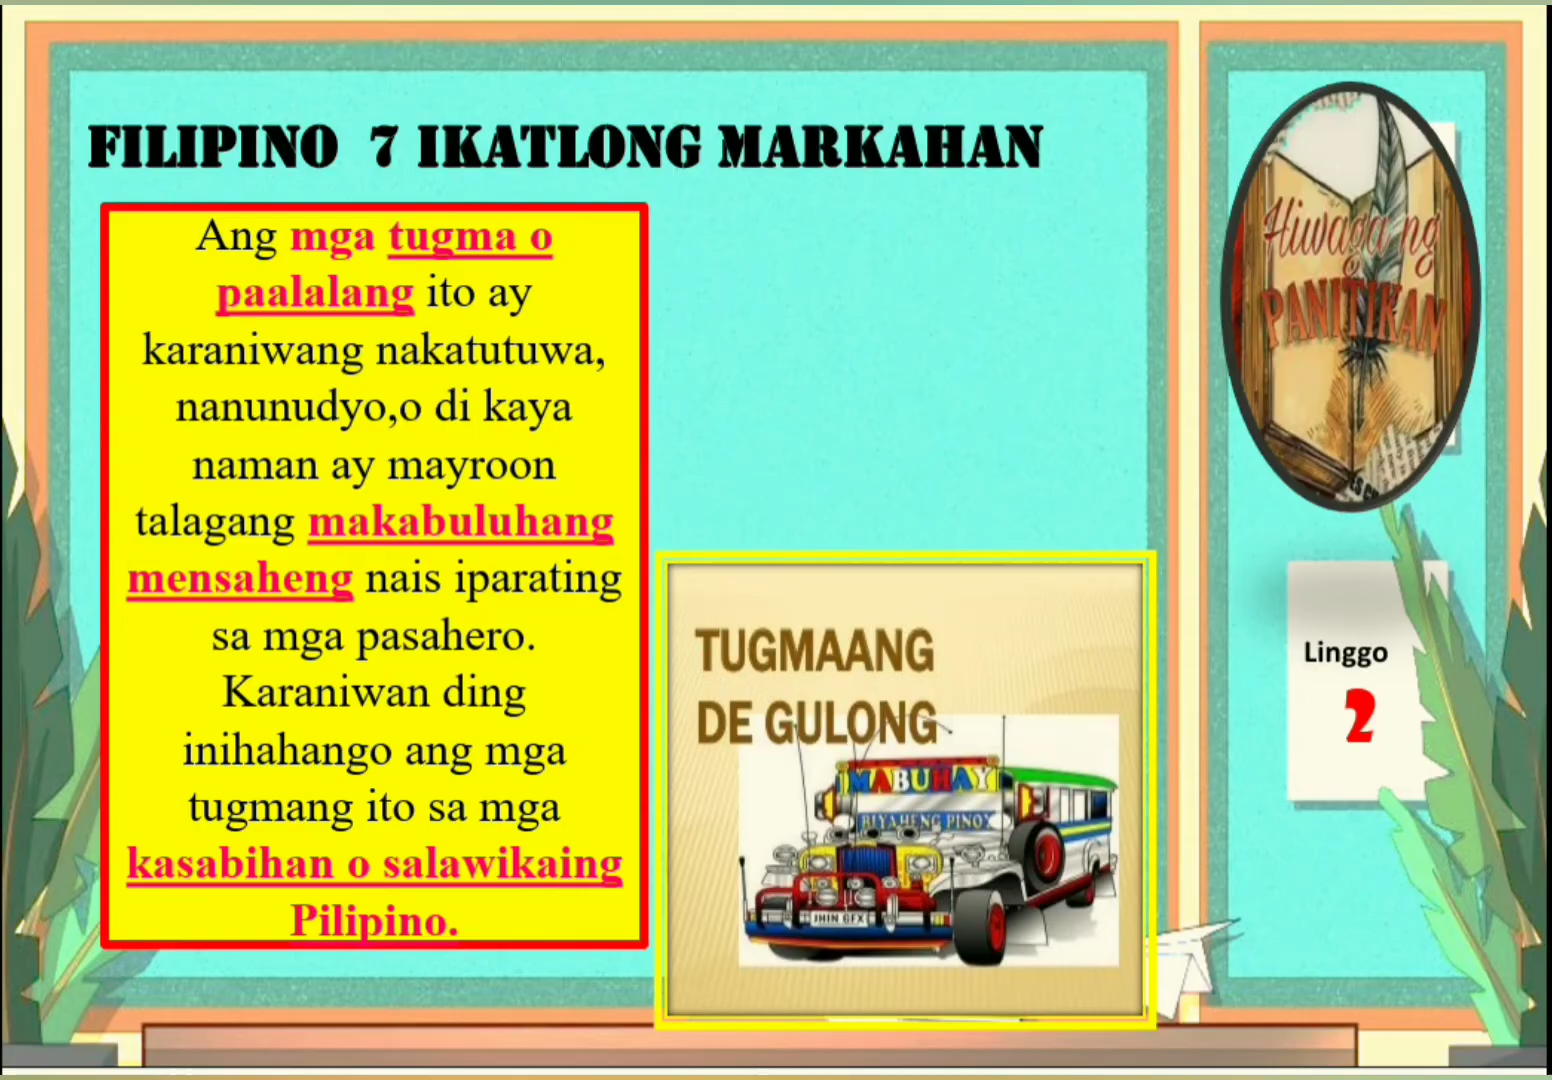 FILIPINO 7 IKATLONG MARKAHAN
Ang mga tugma o
paalalang ito ay
karaniwang nakatutuwa,
nanunudyo,o di kaya
naman ay mayroon
talagang makabuluhang
mensaheng nais iparating
sa mga pasahero.
Karaniwan ding
inihahango ang mga
tugmang ito sa mga
kasabihan o salawikaing
Pilipino.
TUGMAANG
DE GULONG
MABUHAY
BIYAHENG PINOY
JHIN GFX
Hiwaga ng
PANITIKAN
Linggo
2